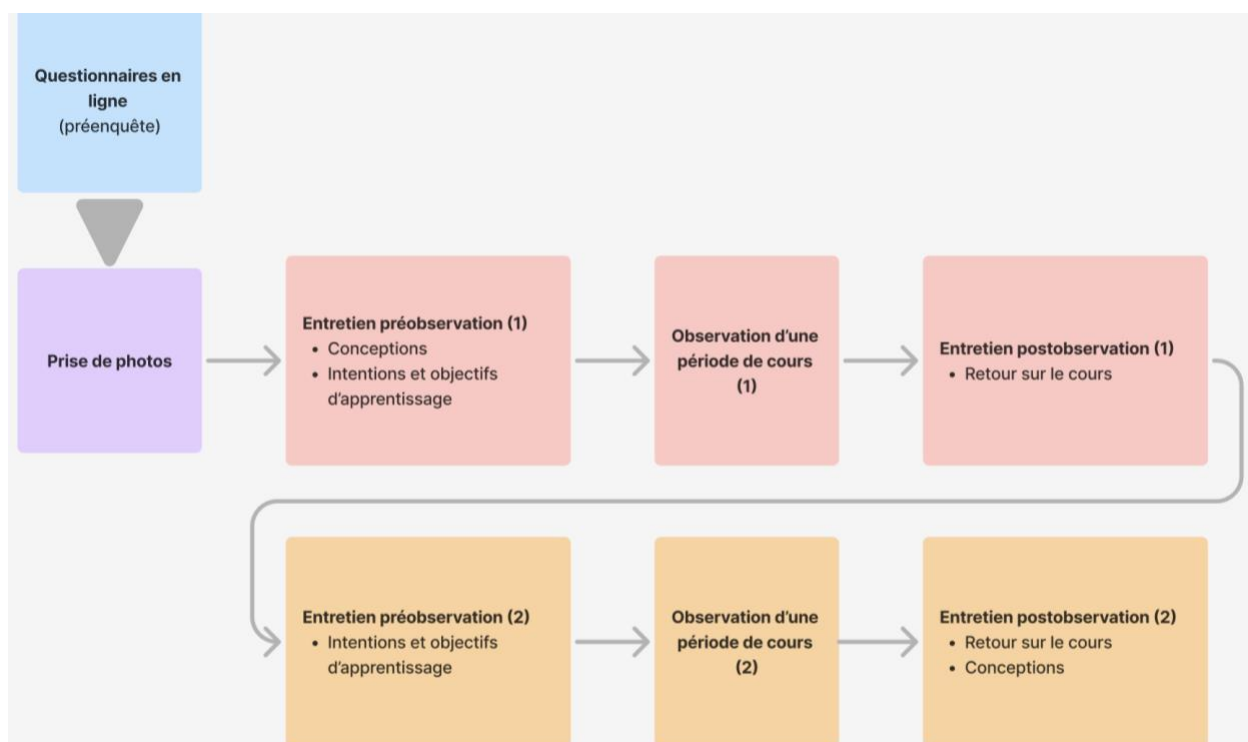 Questionnaires en
ligne
(préenquête)
Prise de photos
Entretien préobservation (1)
• Conceptions
• Intentions et objectifs
d'apprentissage
Observation d'une
période de cours
(1)
Entretien postobservation (1)
• Retour sur le cours
Entretien préobservation (2)
• Intentions et objectifs
d'apprentissage
Observation d'une
période de cours
(2)
Entretien postobservation (2)
• Retour sur le cours
• Conceptions